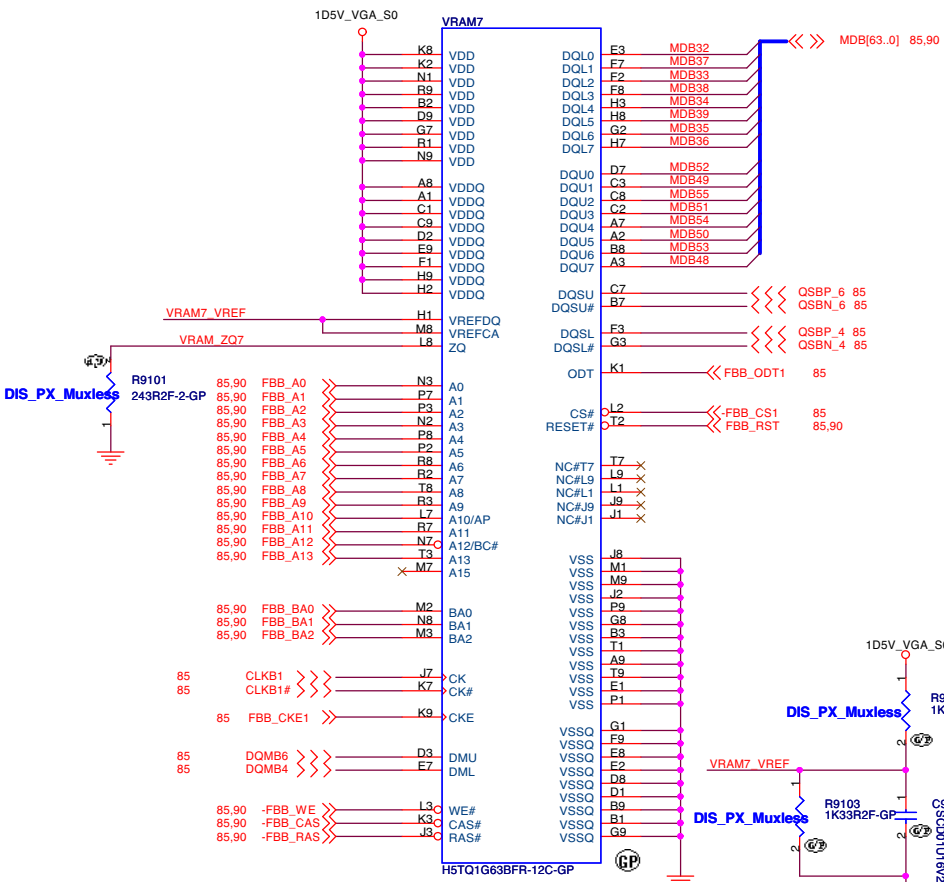 1D5V_VGA_S0
VRAM7
K8 VDD DQL0 E3 MDB32 MDB[63..0] 85,90
K2 VDD DQL1 F7 MDB37
N1 VDD DQL2 F2 MDB33
R9 VDD DQL3 F8 MDB38
B2 VDD DQL4 H3 MDB34
D9 VDD DQL5 H8 MDB39
G7 VDD DQL6 G2 MDB35
R1 VDD DQL7 H7 MDB36
N9 VDD
A8 VDDQ DQU0 D7 MDB52
A1 VDDQ DQU1 C3 MDB49
C1 VDDQ DQU2 C8 MDB55
C9 VDDQ DQU3 C2 MDB51
D2 VDDQ DQU4 A7 MDB54
E9 VDDQ DQU5 A2 MDB50
F1 VDDQ DQU6 B8 MDB53
H9 VDDQ DQU7 A3 MDB48
H2 VDDQ
DQSU C7 QSBP_6 85
DQSU# B7 QSBN_6 85
VRAM7_VREF H1 VREFDQ
M8 VREFCA DQSL F3 QSBP_4 85
VRAM_ZQ7 L8 ZQ DQSL# G3 QSBN_4 85
ODT K1 FBB_ODT1 85
2
R9101
DIS_PX_Muxless 243R2F-2-GP
1
85,90 FBB_A0 N3 A0
85,90 FBB_A1 P7 A1
85,90 FBB_A2 P3 A2 CS# L2 -FBB_CS1 85
85,90 FBB_A3 N2 A3 RESET# T2 FBB_RST 85,90
85,90 FBB_A4 P8 A4
85,90 FBB_A5 P2 A5
85,90 FBB_A6 R8 A6 NC#T7 T7
85,90 FBB_A7 R2 A7 NC#L9 L9
85,90 FBB_A8 T8 A8 NC#L1 L1
85,90 FBB_A9 R3 A9 NC#J9 J9
85,90 FBB_A10 L7 A10/AP NC#J1 J1
85,90 FBB_A11 R7 A11
85,90 FBB_A12 N7 A12/BC#
85,90 FBB_A13 T3 A13 VSS J8
M7 A15 VSS M1
VSS M9
VSS J2
85,90 FBB_BA0 M2 BA0 VSS P9
85,90 FBB_BA1 N8 BA1 VSS G8
85,90 FBB_BA2 M3 BA2 VSS B3
VSS T1
VSS A9
85 CLKB1 J7 CK VSS T9
85 CLKB1# K7 CK# VSS E1
VSS P1
85 FBB_CKE1 K9 CKE
VSSQ G1
VSSQ F9
85 DQMB6 D3 DMU VSSQ E8
85 DQMB4 E7 DML VSSQ E2
VSSQ D8
VSSQ D1
85,90 -FBB_WE L3 WE# VSSQ B9
85,90 -FBB_CAS K3 CAS# VSSQ B1
85,90 -FBB_RAS J3 RAS# VSSQ G9
H5TQ1G63BFR-12C-GP
GP
1D5V_VGA_S0
1
DIS_PX_Muxless
2
G/P
VRAM7_VREF
1 1
R9103
1K33R2F-GP
DIS_PX_Muxless
2 G/P 2 G/P